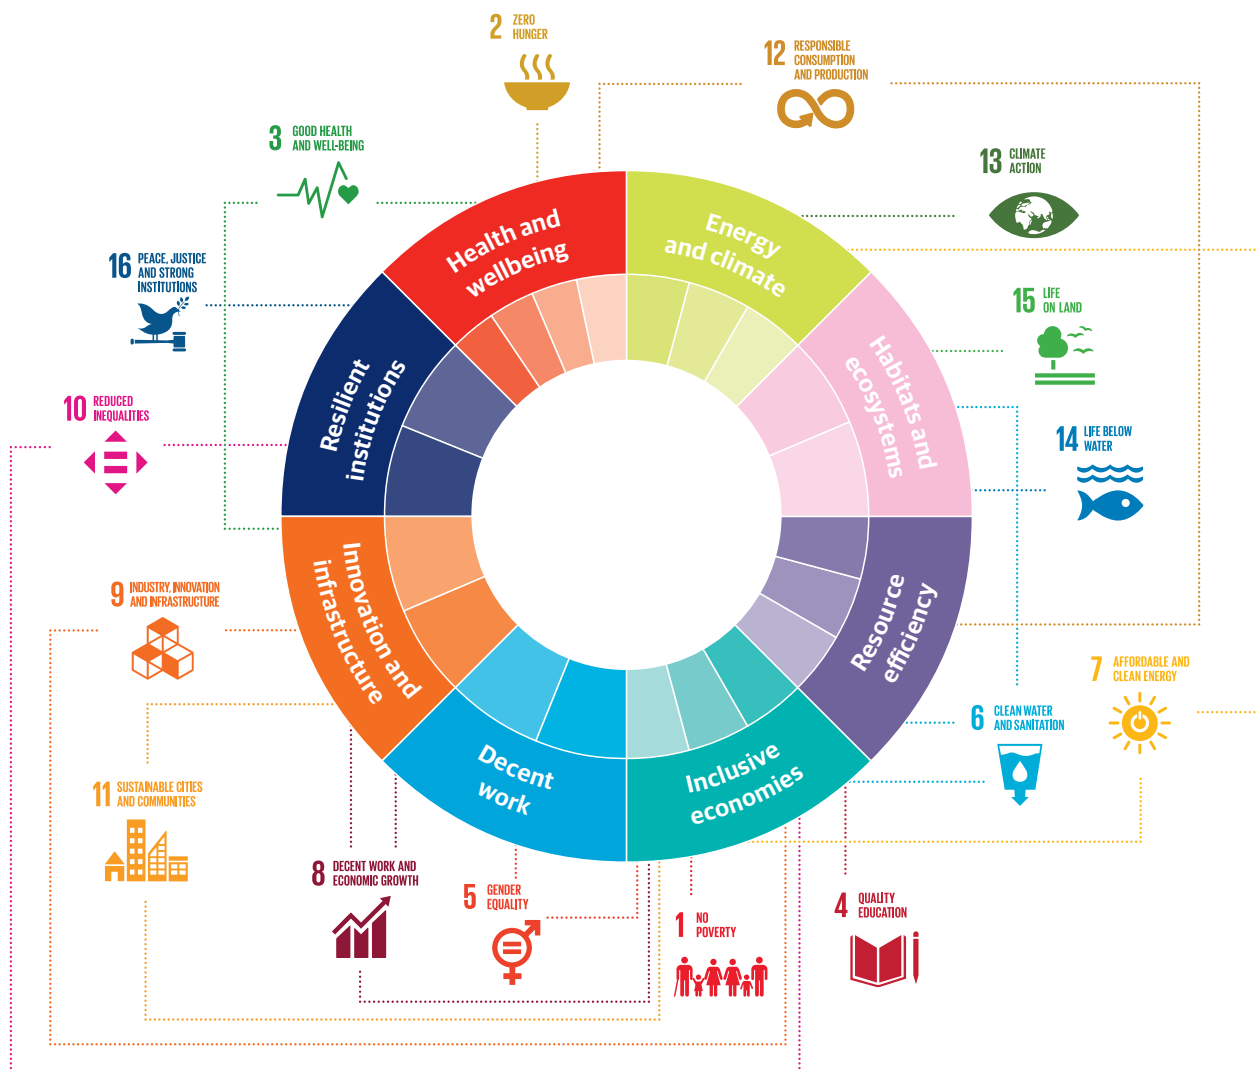 2 ZERO
HUNGER
12 RESPONSIBLE
CONSUMPTION
AND PRODUCTION
3 GOOD HEALTH
AND WELL-BEING
13 CLIMATE
ACTION
16 PEACE, JUSTICE
AND STRONG
INSTITUTIONS
15 LIFE
ON LAND
10 REDUCED
INEQUALITIES
14 LIFE BELOW
WATER
9 INDUSTRY, INNOVATION
AND INFRASTRUCTURE
7 AFFORDABLE AND
CLEAN ENERGY
6 CLEAN WATER
AND SANITATION
11 SUSTAINABLE CITIES
AND COMMUNITIES
8 DECENT WORK AND
ECONOMIC GROWTH
5 GENDER
EQUALITY
1 NO
POVERTY
4 QUALITY
EDUCATION
Health and
wellbeing
Energy
and climate
Habitats and
ecosystems
Resource
efficiency
Inclusive
economies
Decent
work
Innovation and
infrastructure
Resilient
institutions